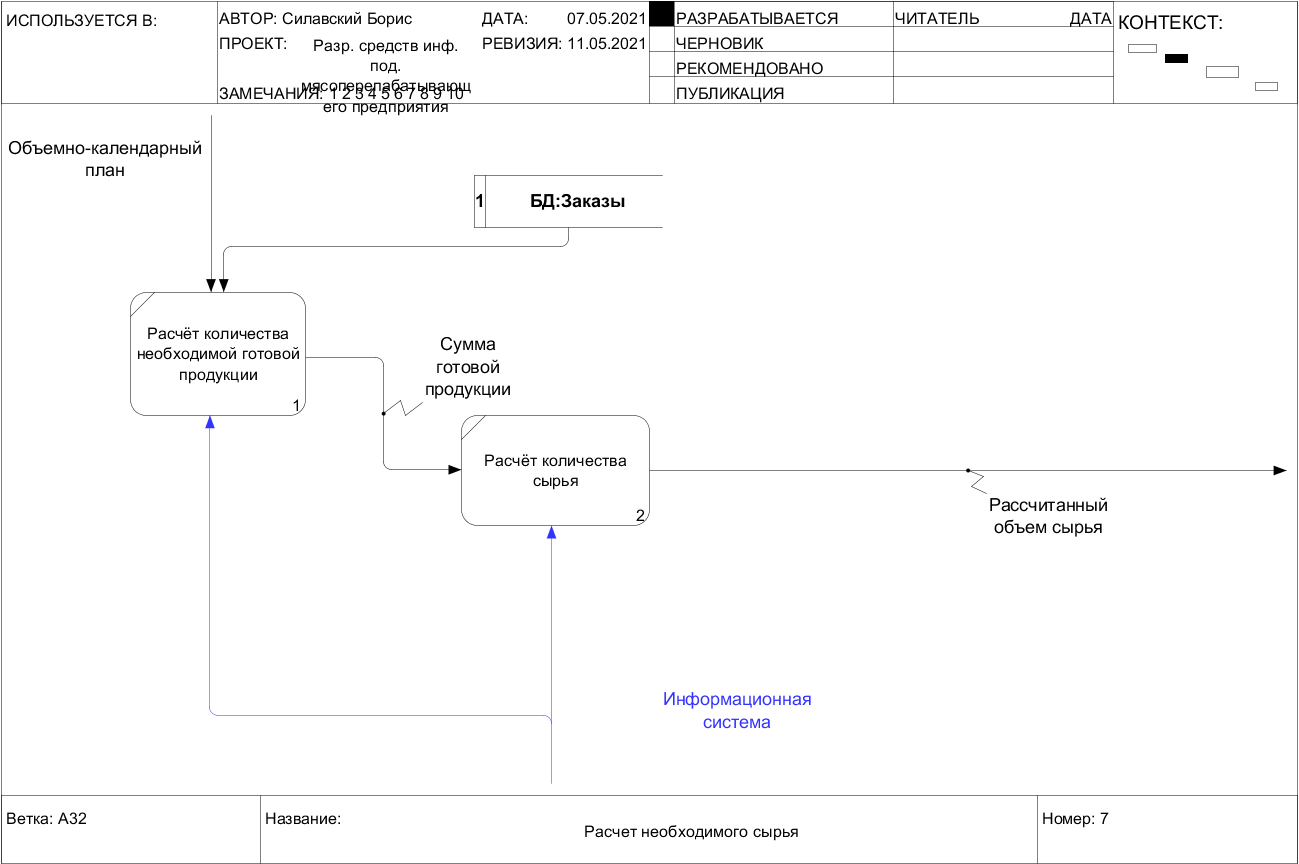 ИСПОЛЬЗУЕТСЯ В:
АВТОР: Силавский Борис
ДАТА: 07.05.2021
ПРОЕКТ: Разр. средств инф.
под.
мясоперелабатывающ
его предприятия
РЕВИЗИЯ: 11.05.2021
ЗАМЕЧАНИЯ: 1 2 3 4 5 6 7 8 9 10
РАЗРАБАТЫВАЕТСЯ
ЧЕРНОВИК
РЕКОМЕНДОВАНО
ПУБЛИКАЦИЯ
ЧИТАТЕЛЬ ДАТА
КОНТЕКСТ:
Объемно-календарный
план
1 БД:Заказы
Расчёт количества
необходимой готовой
продукции
1
Сумма
готовой
продукции
Расчёт количества
сырья
2
Рассчитанный
объем сырья
Информационная
система
Ветка: A32
Название:
Расчет необходимого сырья
Номер: 7